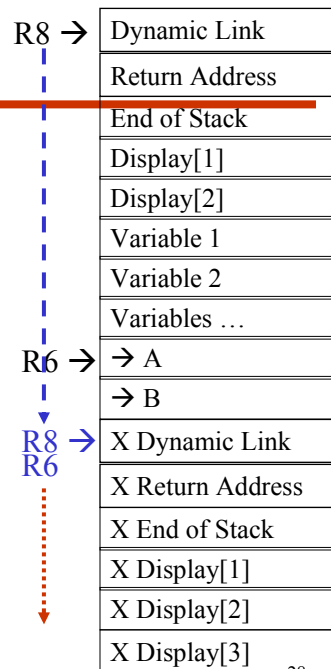 R8 → Dynamic Link
Return Address
End of Stack
Display[1]
Display[2]
Variable 1
Variable 2
Variables …
R6 → → A
→ B
R8 → X Dynamic Link
R6
X Return Address
X End of Stack
X Display[1]
X Display[2]
X Display[3]